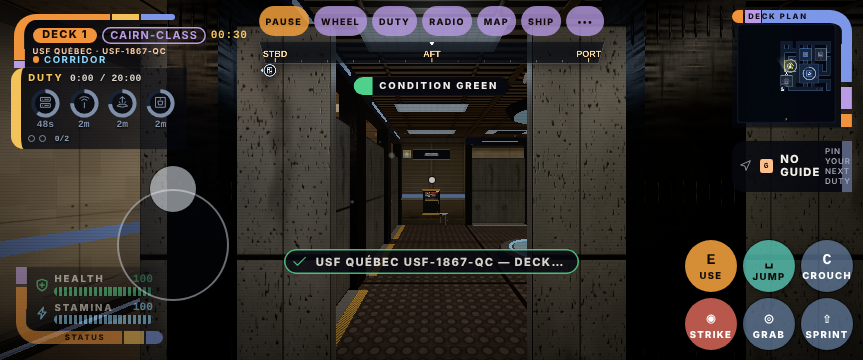 DECK 1 CAIRN-CLASS 00:30
USF QUÉBEC · USF-1867-QC
CORRIDOR
DUTY 0:00 / 20:00
48s 2m 2m 2m
0/2
PAUSE WHEEL DUTY RADIO MAP SHIP •••
STBD AFT PORT
CONDITION GREEN
DECK PLAN
G NO GUIDE
PIN YOUR NEXT DUTY
USF QUÉBEC USF-1867-QC — DECK…
HEALTH 100
STAMINA 100
STATUS
E USE
JUMP
C CROUCH
STRIKE
GRAB
SPRINT